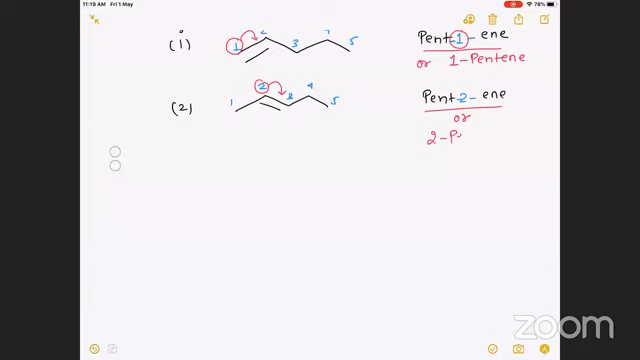 11:19 AM Fri 1 May
78%
(i)
1 2 3 4 5
Pent-1-ene
or 1-Pentene
(2)
1 2 3 4 5
Pent-2-ene
or
2-P
zoom